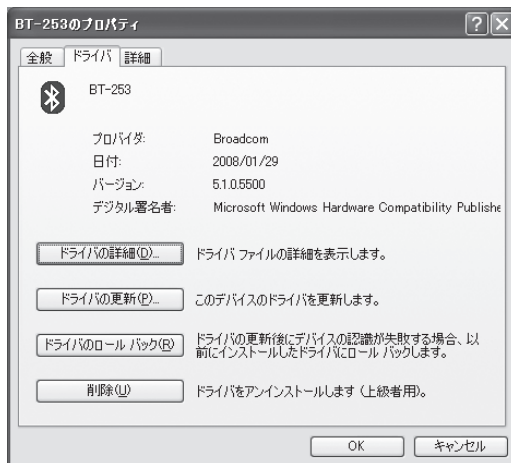 BT-253のプロパティ
全般 ドライバ 詳細
BT-253
プロバイダ: Broadcom
日付: 2008/01/29
バージョン: 5.1.0.5500
デジタル署名者: Microsoft Windows Hardware Compatibility Publishe
ドライバの詳細(D)... ドライバ ファイルの詳細を表示します。
ドライバの更新(P)... このデバイスのドライバを更新します。
ドライバのロール バック(R) ドライバの更新後にデバイスの認識が失敗する場合、以
前にインストールしたドライバにロール バックします。
削除(U) ドライバをアンインストールします (上級者用)。
OK キャンセル